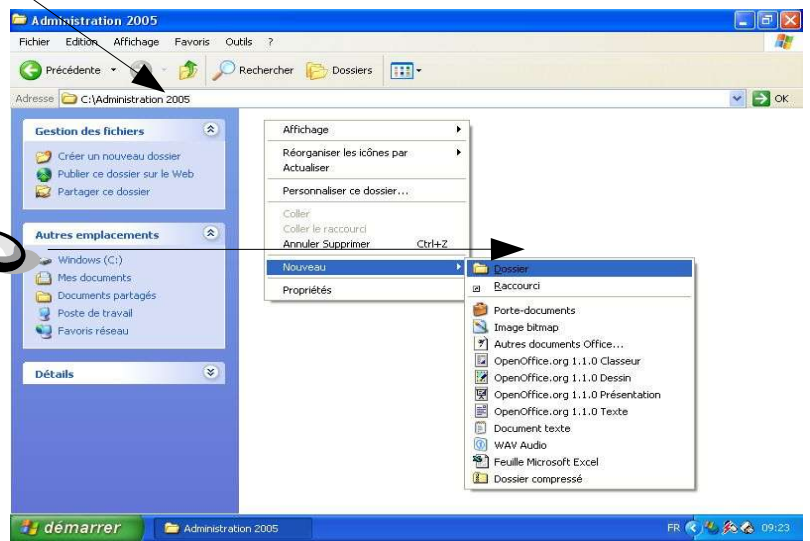 Administration 2005
Fichier Edition Affichage Favoris Outils ?
Précédente Rechercher Dossiers
Adresse C:\Administration 2005 OK
Gestion des fichiers
Créer un nouveau dossier
Publier ce dossier sur le Web
Partager ce dossier
Autres emplacements
Windows (C:)
Mes documents
Documents partagés
Poste de travail
Favoris réseau
Détails
Affichage
Réorganiser les icônes par
Actualiser
Personnaliser ce dossier...
Coller
Coller le raccourci
Annuler Supprimer Ctrl+Z
Nouveau
Propriétés
Dossier
Raccourci
Porte-documents
Image bitmap
Autres documents Office...
OpenOffice.org 1.1.0 Classeur
OpenOffice.org 1.1.0 Dessin
OpenOffice.org 1.1.0 Présentation
OpenOffice.org 1.1.0 Texte
Document texte
WAV Audio
Feuille Microsoft Excel
Dossier compressé
démarrer Administration 2005 FR 09:23